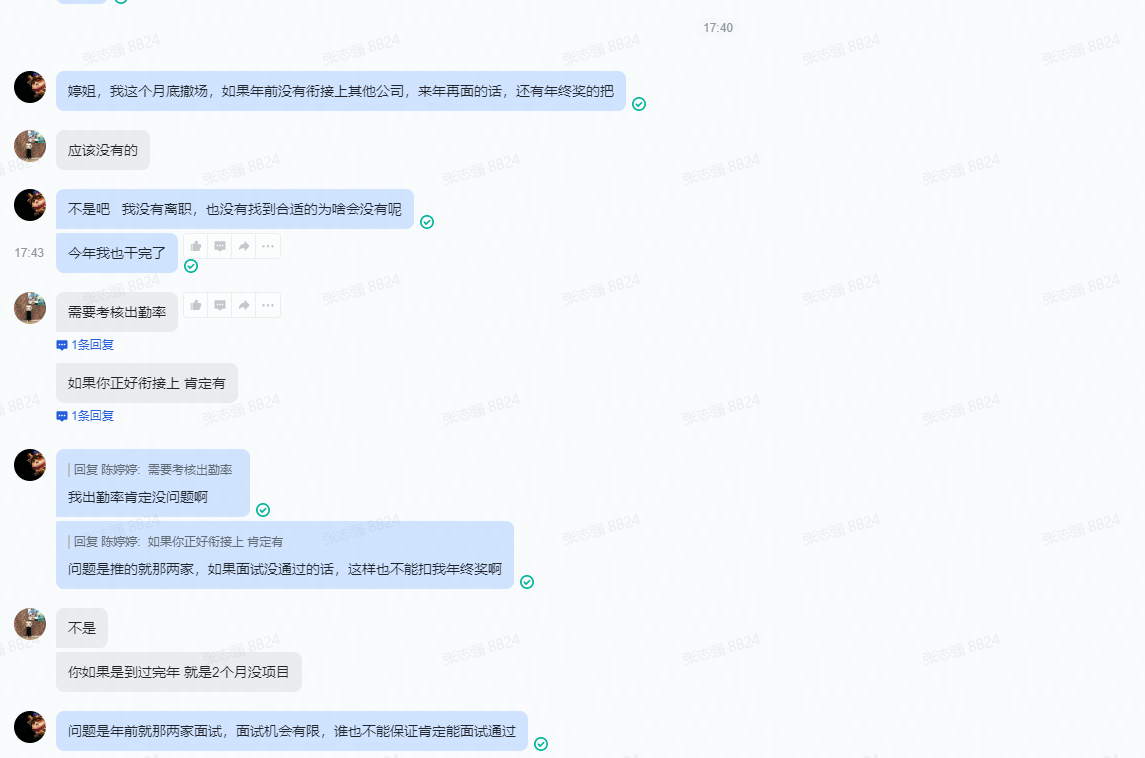 17:40
婷姐，我这个月底撤场，如果年前没有衔接上其他公司，来年再面的话，还有年终奖的把
应该没有的
不是吧 我没有离职，也没有找到合适的为啥会没有呢
17:43 今年我也干完了
需要考核出勤率
1条回复
如果你正好衔接上 肯定有
1条回复
回复 陈婷婷: 需要考核出勤率
我出勤率肯定没问题啊
回复 陈婷婷: 如果你正好衔接上 肯定有
问题是推的就那两家，如果面试没通过的话，这样也不能扣我年终奖啊
不是
你如果是到过完年 就是2个月没项目
问题是年前就那两家面试，面试机会有限，谁也不能保证肯定能面试通过
张志强 8824